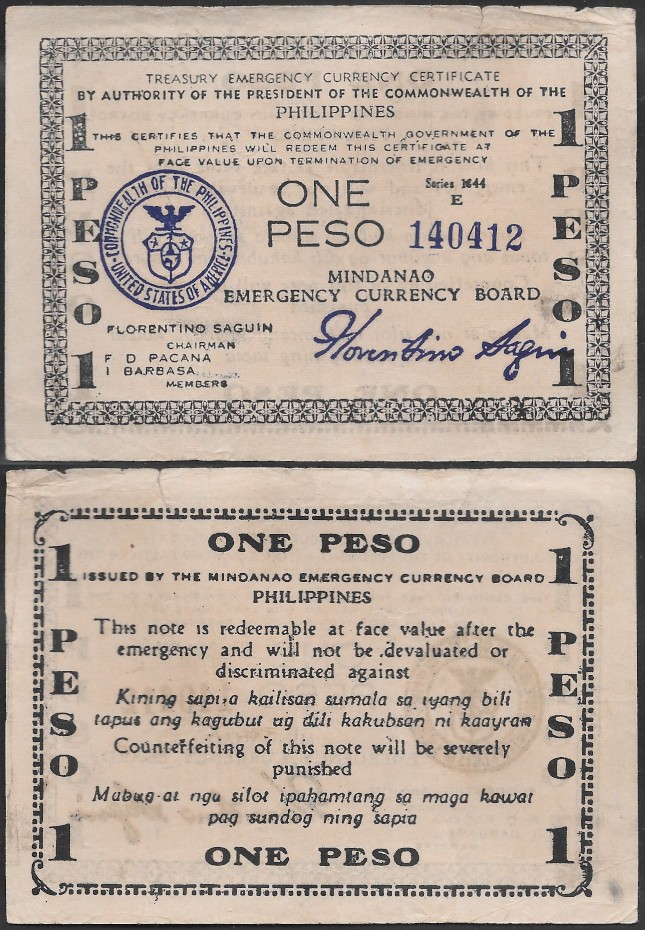 TREASURY EMERGENCY CURRENCY CERTIFICATE
BY AUTHORITY OF THE PRESIDENT OF THE COMMONWEALTH OF THE
PHILIPPINES
THIS CERTIFIES THAT THE COMMONWEALTH GOVERNMENT OF THE
PHILIPPINES WILL REDEEM THIS CERTIFICATE AT
FACE VALUE UPON TERMINATION OF EMERGENCY
1 PESO 1
1 PESO 1
COMMONWEALTH OF THE PHILIPPINES
UNITED STATES OF AMERICA
ONE
PESO
Series 1944
E
140412
MINDANAO
EMERGENCY CURRENCY BOARD
FLORENTINO SAGUIN
CHAIRMAN
F D PACANA
I BARBASA
MEMBERS
Florentino Saguin
ONE PESO
1 PESO 1
1 PESO 1
ISSUED BY THE MINDANAO EMERGENCY CURRENCY BOARD
PHILIPPINES
This note is redeemable at face value after the
emergency and will not be devaluated or
discriminated against
Kining sapi a kailisan sumala sa iyang bili
tapus ang kagubut ug dili kakubsan ni kaayran
Counterfeiting of this note will be severely
punished
Mabug-at nga silot ipahamtang sa maga kawat
pag sundog ning sapia
ONE PESO